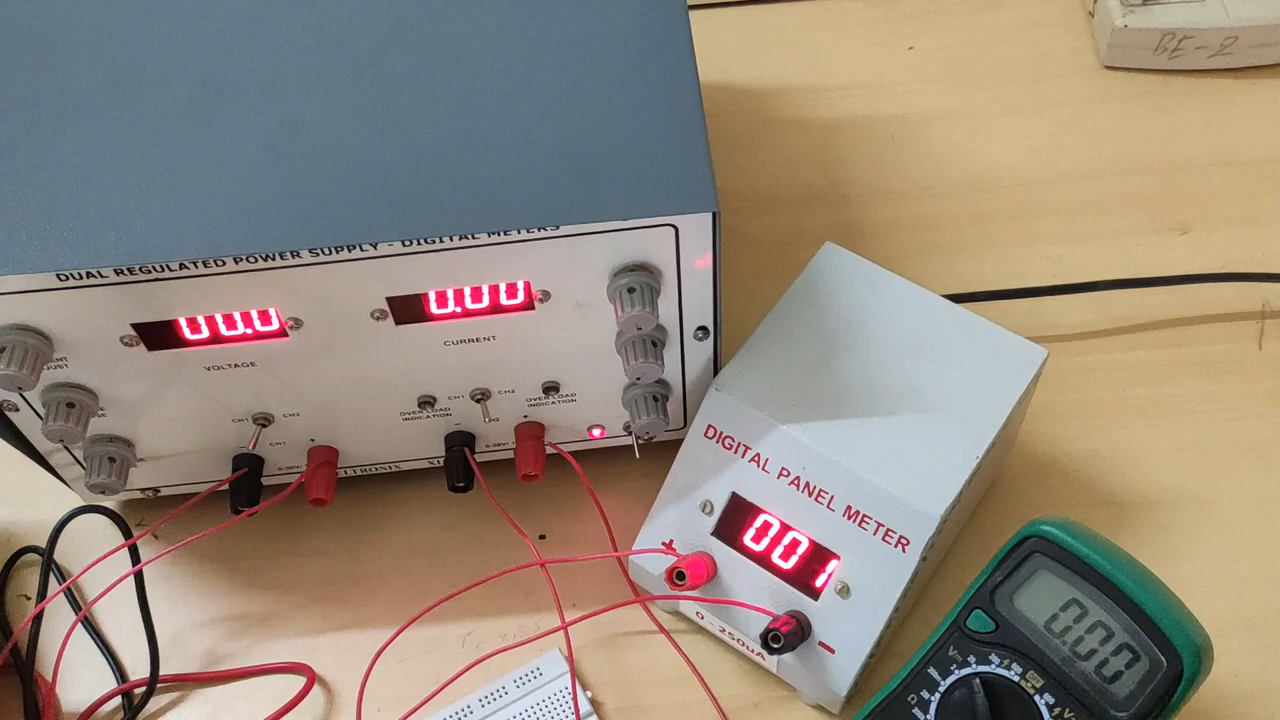 BE-2
DUAL REGULATED POWER SUPPLY - DIGITAL METERS
00.0
0.00
VOLTAGE
CURRENT
CH1
CH2
OVER LOAD
INDICATION
CH1
CH2
OVER LOAD
INDICATION
CH1
+
-
+
DIGITAL PANEL METER
001
+
-
0 - 250uA
0.00